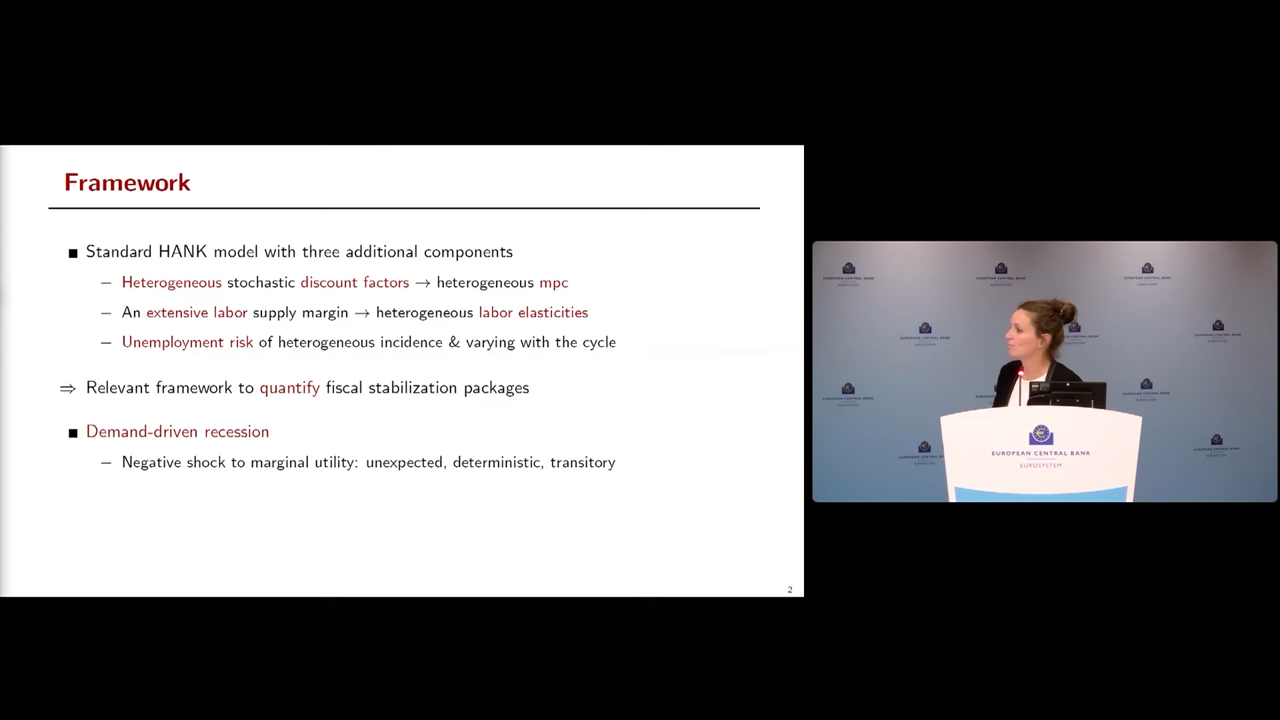 Framework
■ Standard HANK model with three additional components
– Heterogeneous stochastic discount factors → heterogeneous mpc
– An extensive labor supply margin → heterogeneous labor elasticities
– Unemployment risk of heterogeneous incidence & varying with the cycle
⇒ Relevant framework to quantify fiscal stabilization packages
■ Demand-driven recession
– Negative shock to marginal utility: unexpected, deterministic, transitory
2
EUROPEAN CENTRAL BANK
EUROSYSTEM